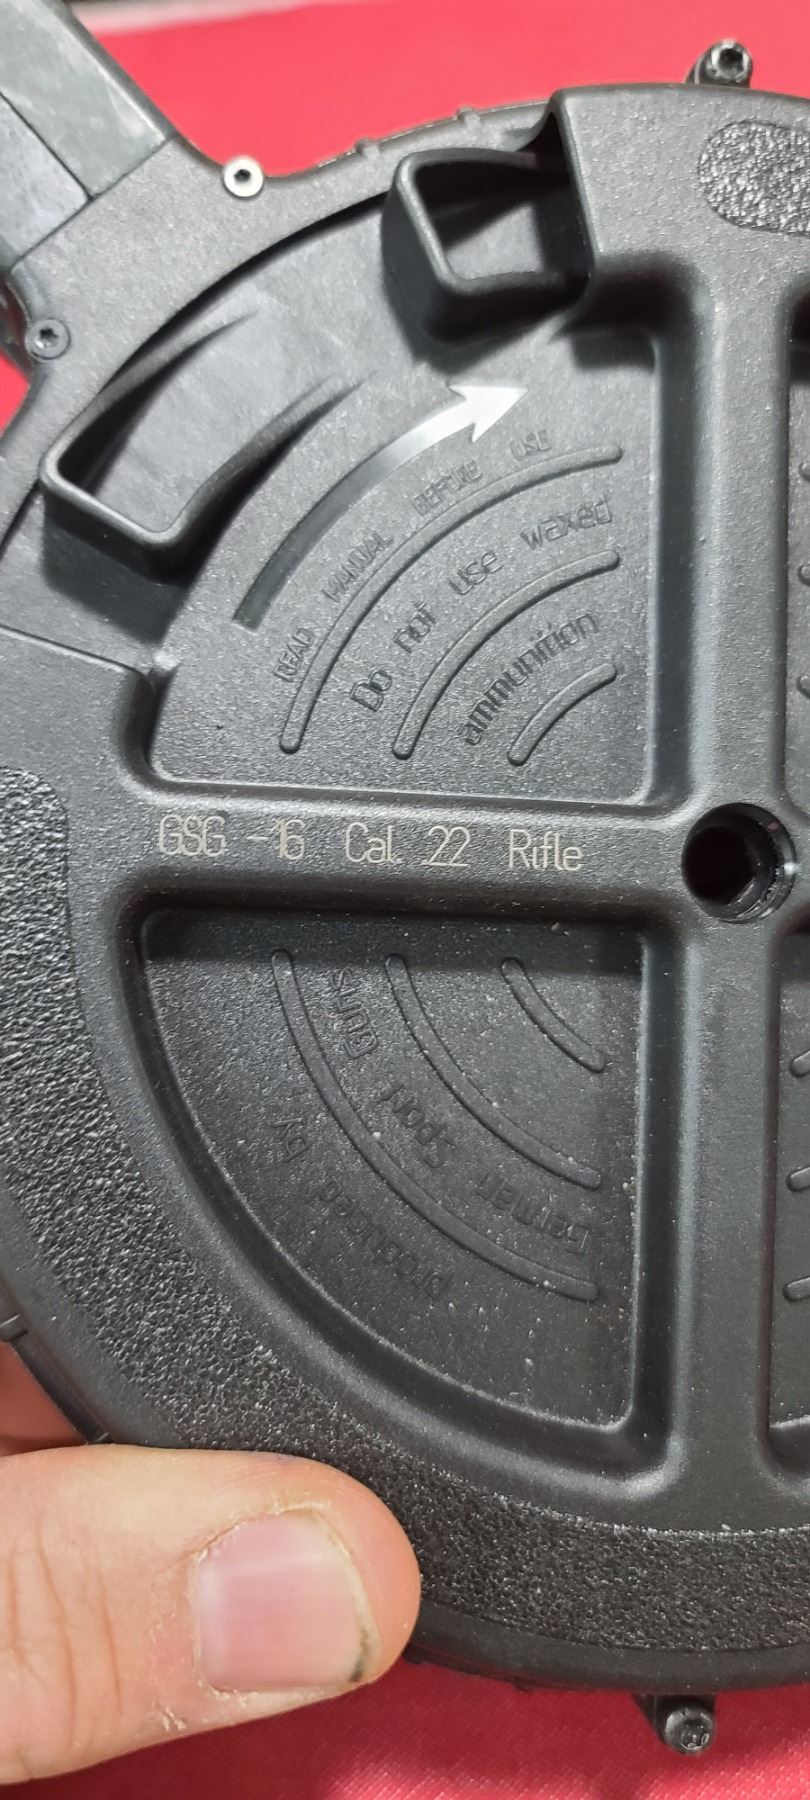 READ MANUAL BEFORE USE
Do not use waxed
ammunition
GSG -16 Cal .22 Rifle
produced by
German Sport Guns